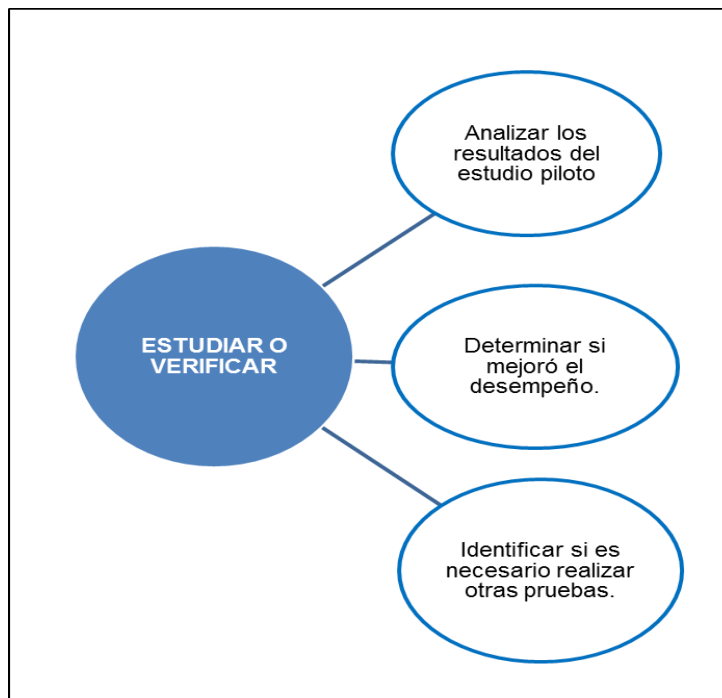 Analizar los
resultados del
estudio piloto
ESTUDIAR O
VERIFICAR
Determinar si
mejoró el
desempeño.
Identificar si es
necesario realizar
otras pruebas.